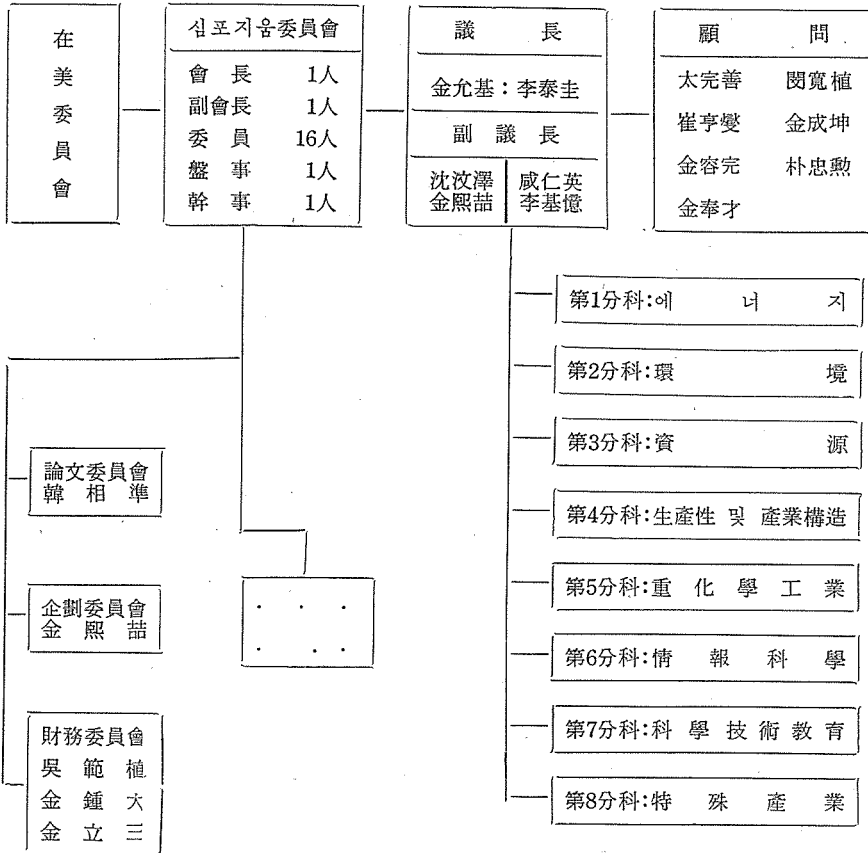 在美委員會
심포지움委員會
會長 1人
副會長 1人
委員 16人
盤事 1人
幹事 1人
議長
金允基：李泰圭
副議長
沈汶澤 咸仁英
金熙喆 李基億
顧問
太完善 閔寬植
崔亨燮 金成坤
金容完 朴忠勲
金奉才
第1分科:에너지
第2分科:環境
第3分科:資源
第4分科:生產性 및 產業構造
第5分科:重化學工業
第6分科:情報科學
第7分科:科學技術教育
第8分科:特殊產業
論文委員會
韓相準
企劃委員會
金熙喆
財務委員會
吳範植
金鍾大
金立三